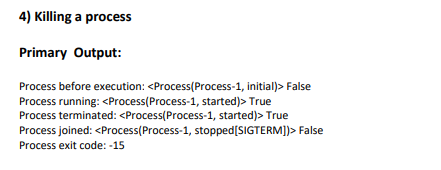 4) Killing a process
Primary Output:
Process before execution: <Process(Process-1, initial)> False
Process running: <Process(Process-1, started)> True
Process terminated: <Process(Process-1, started)> True
Process joined: <Process(Process-1, stopped[SIGTERM])> False
Process exit code: -15